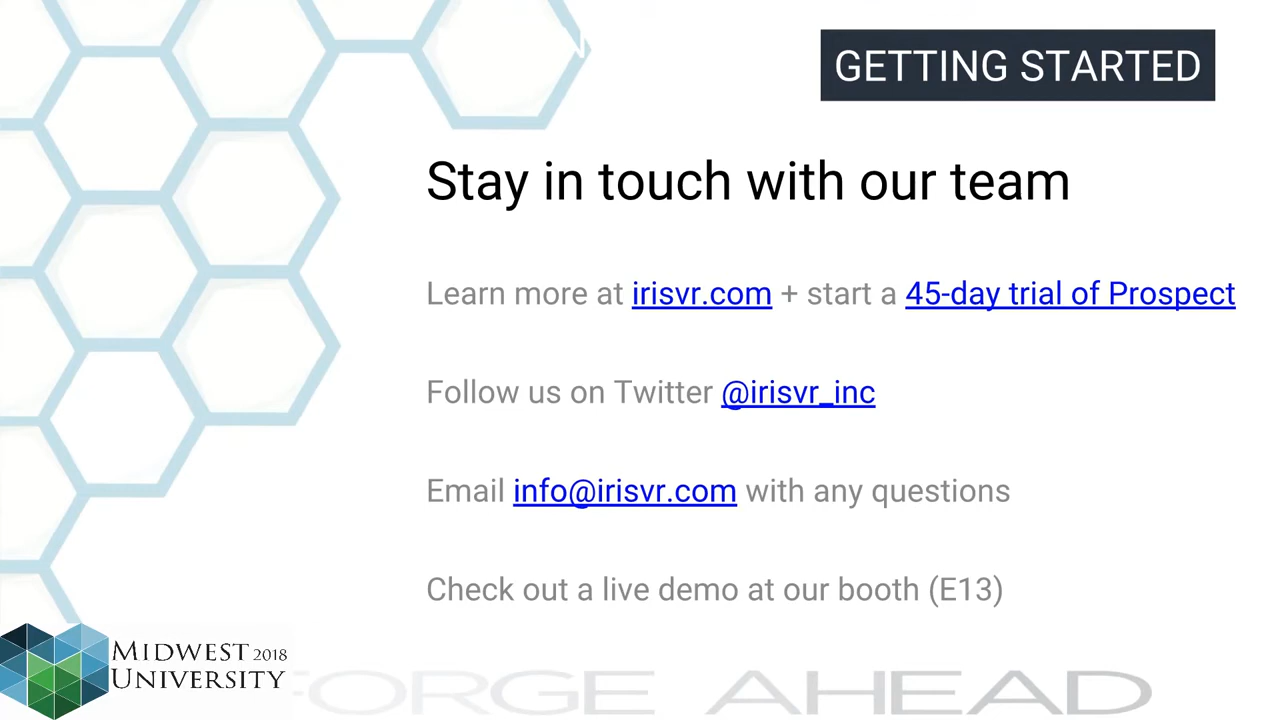 GETTING STARTED
Stay in touch with our team
Learn more at irisvr.com + start a 45-day trial of Prospect
Follow us on Twitter @irisvr_inc
Email info@irisvr.com with any questions
Check out a live demo at our booth (E13)
MIDWEST 2018
UNIVERSITY
FORGE AHEAD